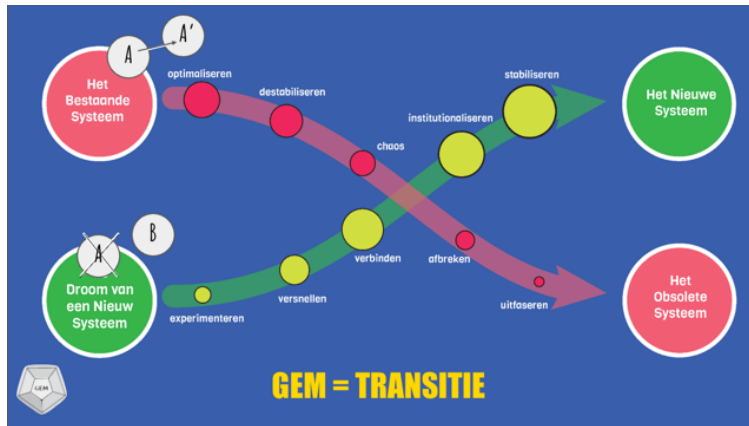 A
A'
Het
Bestaande
Systeem
optimaliseren
destabiliseren
chaos
afbreken
uitfaseren
Het
Obsolete
Systeem
A
B
Droom van
een Nieuw
Systeem
experimenteren
versnellen
verbinden
institutionaliseren
stabiliseren
Het Nieuwe
Systeem
GEM
GEM = TRANSITIE